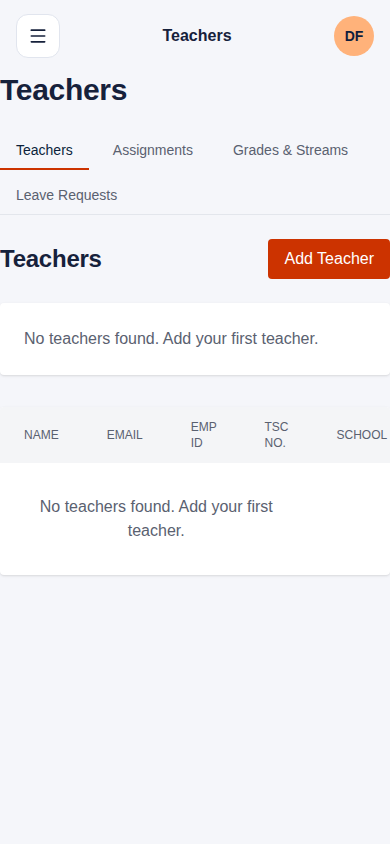 Teachers
DF
Teachers
Teachers
Assignments
Grades & Streams
Leave Requests
Teachers
Add Teacher
No teachers found. Add your first teacher.
NAME
EMAIL
EMP
ID
TSC
NO.
SCHOOL
No teachers found. Add your first
teacher.